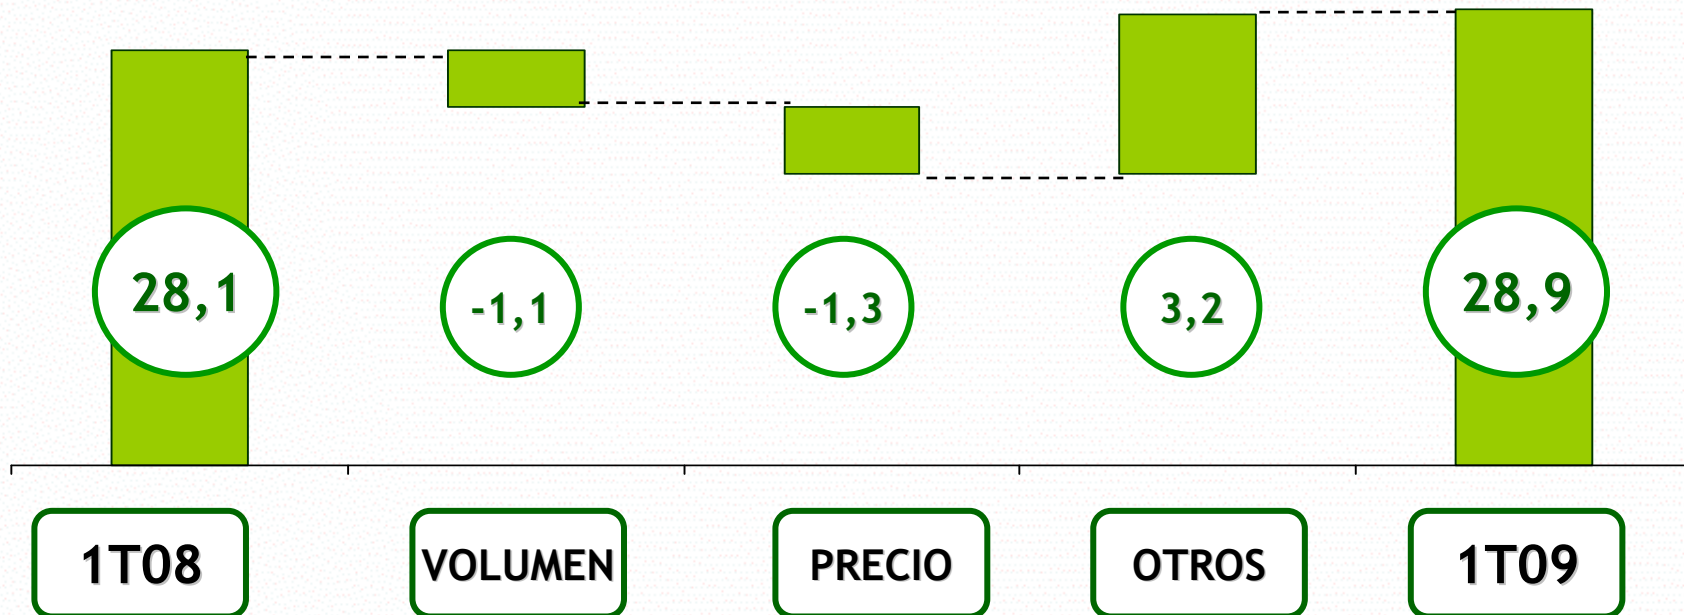 28,1
-1,1
-1,3
3,2
28,9
1T08
VOLUMEN
PRECIO
OTROS
1T09